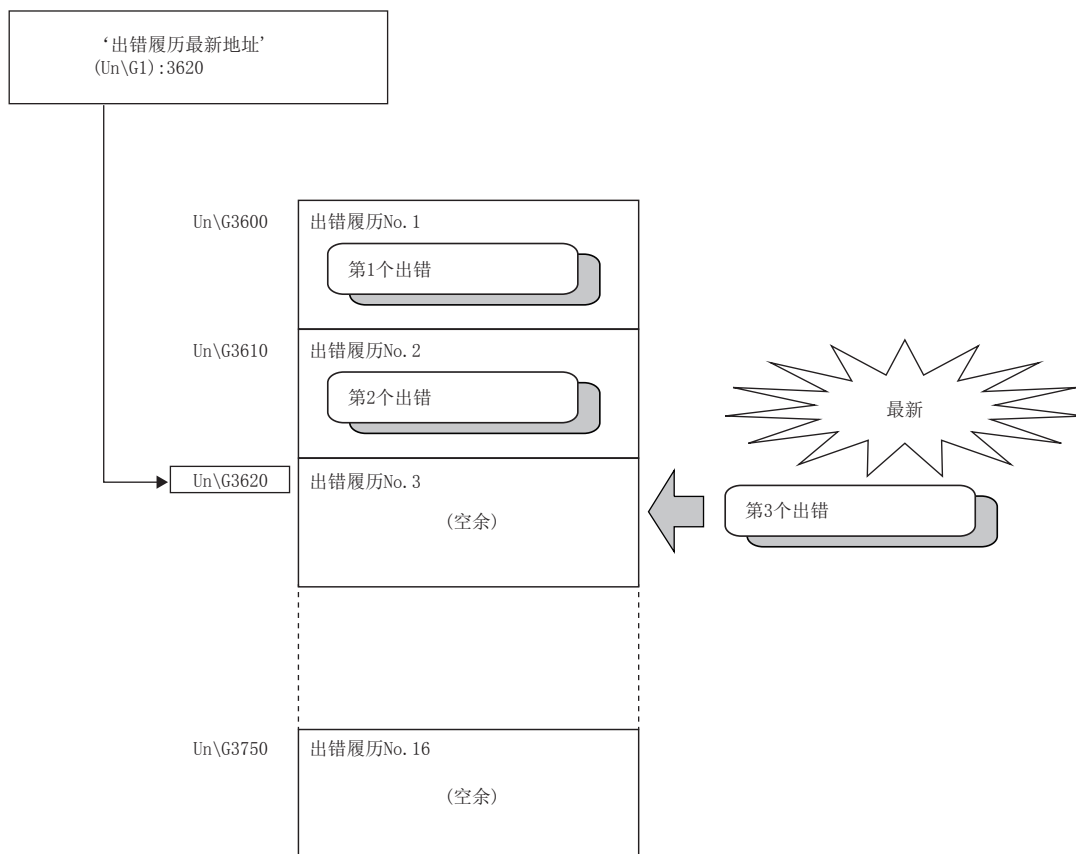 ‘出错履历最新地址’
(Un\G1):3620
Un\G3600
出错履历No.1
第1个出错
Un\G3610
出错履历No.2
第2个出错
最新
Un\G3620
出错履历No.3
(空余)
第3个出错
Un\G3750
出错履历No.16
(空余)